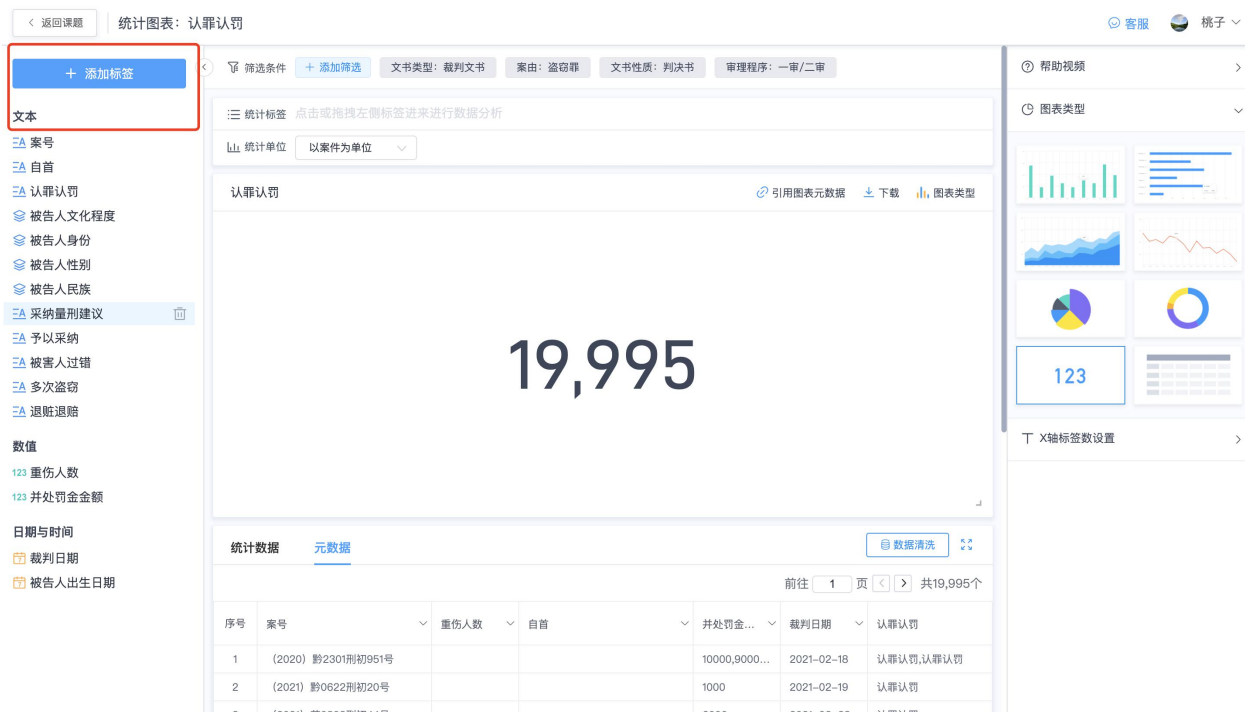 返回课题
统计图表：认罪认罚
客服
桃子
+ 添加标签
文本
案号
自首
认罪认罚
被告人文化程度
被告人身份
被告人性别
被告人民族
采纳量刑建议
予以采纳
被害人过错
多次盗窃
退赃退赔
数值
123 重伤人数
123 并处罚金金额
日期与时间
7 裁判日期
7 被告人出生日期
筛选条件
+ 添加筛选
文书类型：裁判文书
案由：盗窃罪
文书性质：判决书
审理程序：一审/二审
统计标签 点击或拖拽左侧标签进来进行数据分析
统计单位 以案件为单位
认罪认罚
引用图表元数据
下载
图表类型
19,995
统计数据
元数据
数据清洗
前往 1 页 共19,995个
序号 案号 重伤人数 自首 并处罚金... 裁判日期 认罪认罚
1 （2020）黔2301刑初951号 10000,9000... 2021-02-18 认罪认罚,认罪认罚
2 （2021）黔0622刑初20号 1000 2021-02-19 认罪认罚
帮助视频
图表类型
123
X轴标签数设置